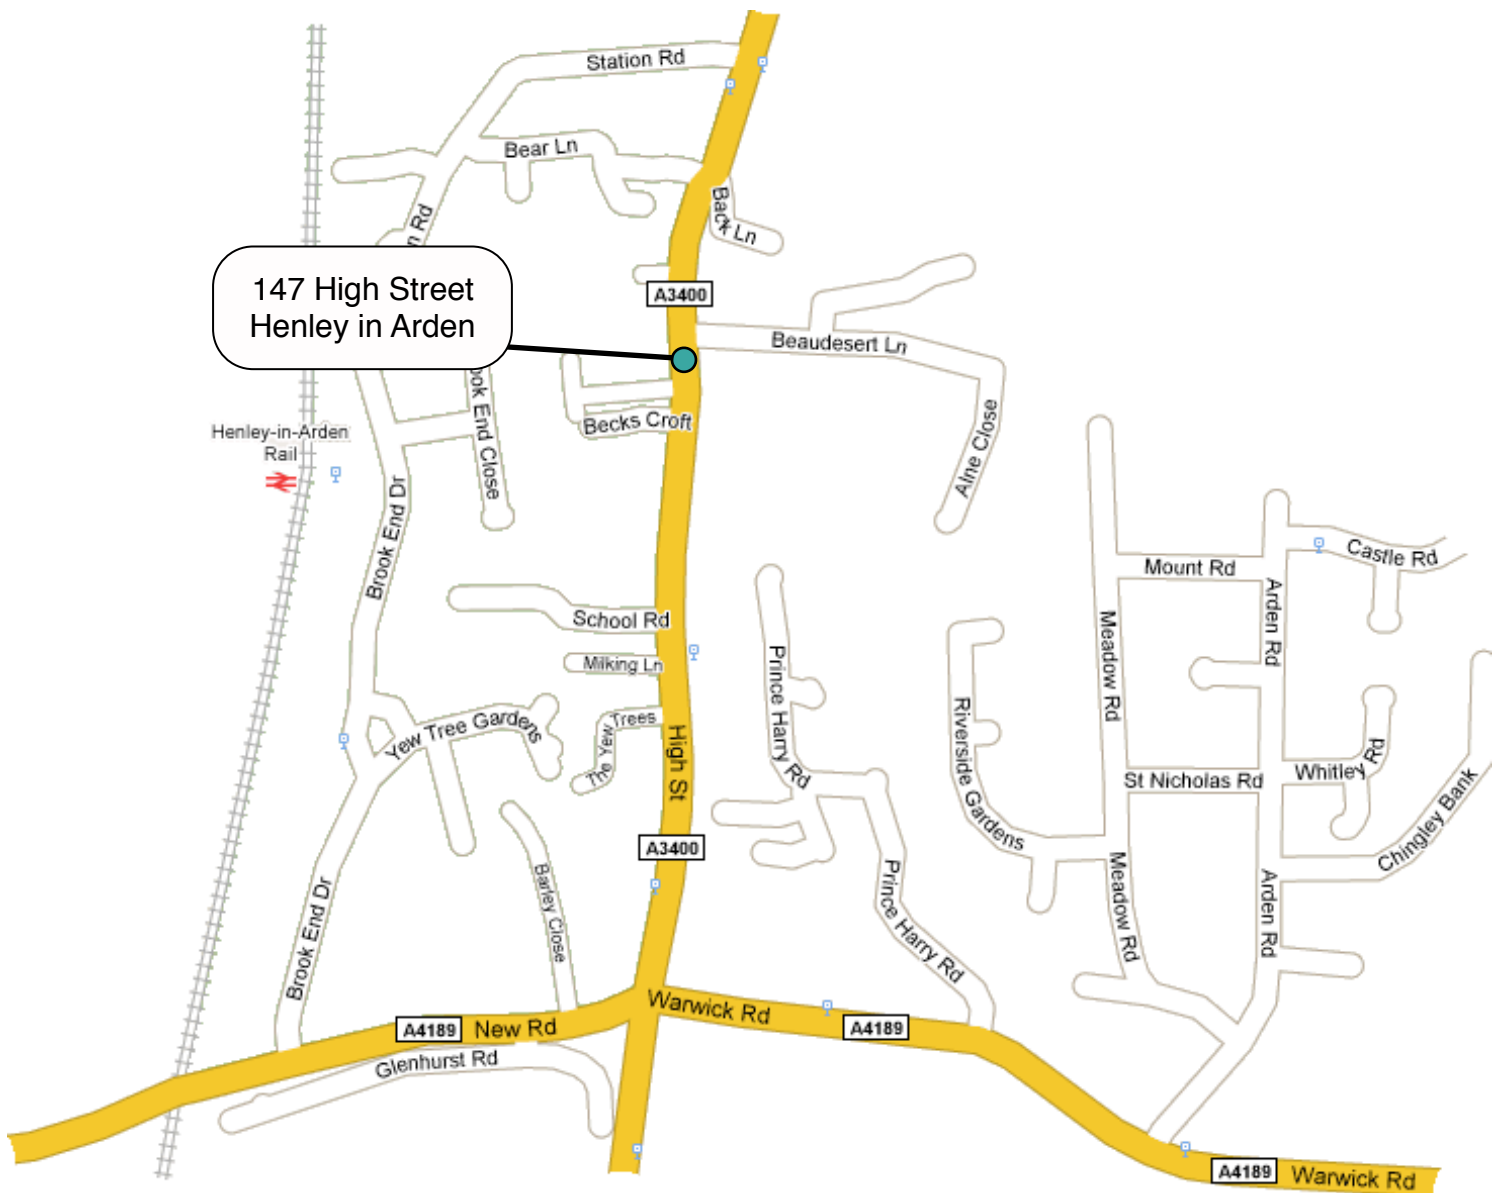 Station Rd
Bear Ln
Back Ln
n Rd
147 High Street
Henley in Arden
A3400
Beaudesert Ln
ook End Close
Becks Croft
Alne Close
Henley-in-Arden
Rail
Brook End Dr
Mount Rd
Castle Rd
Arden Rd
School Rd
Milking Ln
Meadow Rd
Prince Harry Rd
Riverside Gardens
Yew Tree Gardens
The Yew Trees
High St
St Nicholas Rd
Whitley Rd
Chingley Bank
A3400
Barley Close
Prince Harry Rd
Meadow Rd
Arden Rd
Brook End Dr
Warwick Rd
A4189
New Rd
A4189
Glenhurst Rd
A4189
Warwick Rd